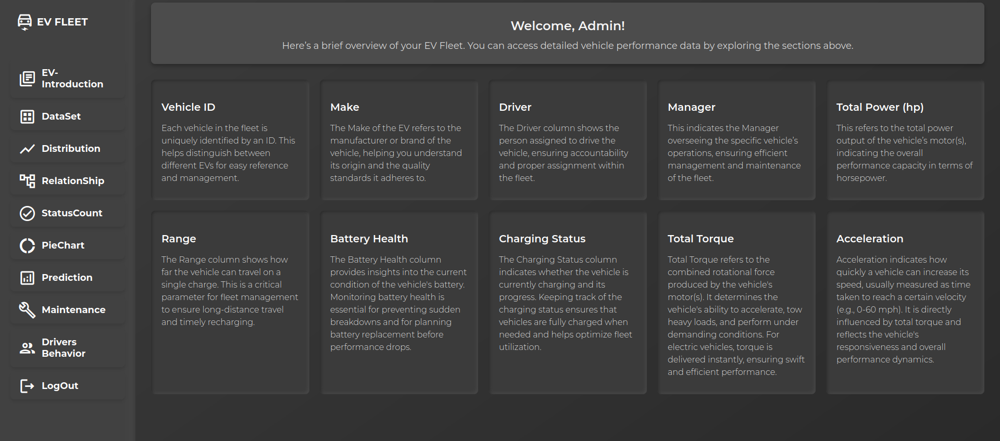 EV FLEET
EV-
Introduction
DataSet
Distribution
RelationShip
StatusCount
PieChart
Prediction
Maintenance
Drivers
Behavior
LogOut
Welcome, Admin!
Here’s a brief overview of your EV Fleet. You can access detailed vehicle performance data by exploring the sections above.
Vehicle ID
Each vehicle in the fleet is
uniquely identified by an ID. This
helps distinguish between
different EVs for easy reference
and management.
Make
The Make of the EV refers to the
manufacturer or brand of the
vehicle, helping you understand
its origin and the quality
standards it adheres to.
Driver
The Driver column shows the
person assigned to drive the
vehicle, ensuring accountability
and proper assignment within
the fleet.
Manager
This indicates the Manager
overseeing the specific vehicle’s
operations, ensuring efficient
management and maintenance
of the fleet.
Total Power (hp)
This refers to the total power
output of the vehicle’s motor(s),
indicating the overall
performance capacity in terms of
horsepower.
Range
The Range column shows how
far the vehicle can travel on a
single charge. This is a critical
parameter for fleet management
to ensure long-distance travel
and timely recharging.
Battery Health
The Battery Health column
provides insights into the current
condition of the vehicle's battery.
Monitoring battery health is
essential for preventing sudden
breakdowns and for planning
battery replacement before
performance drops.
Charging Status
The Charging Status column
indicates whether the vehicle is
currently charging and its
progress. Keeping track of the
charging status ensures that
vehicles are fully charged when
needed and helps optimize fleet
utilization.
Total Torque
Total Torque refers to the
combined rotational force
produced by the vehicle's
motor(s). It determines the
vehicle's ability to accelerate, tow
heavy loads, and perform under
demanding conditions. For
electric vehicles, torque is
delivered instantly, ensuring swift
and efficient performance.
Acceleration
Acceleration indicates how
quickly a vehicle can increase its
speed, usually measured as time
taken to reach a certain velocity
(e.g., 0-60 mph). It is directly
influenced by total torque and
reflects the vehicle's
responsiveness and overall
performance dynamics.